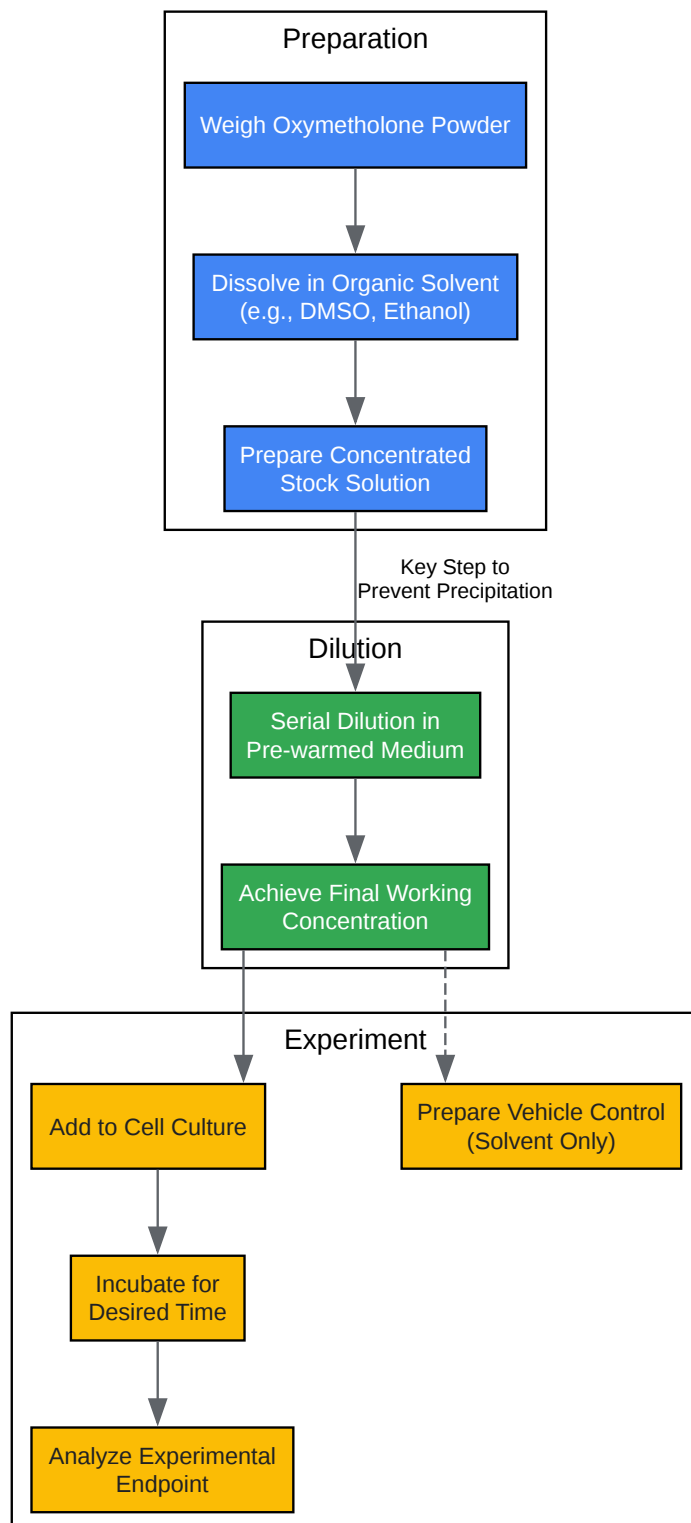 Preparation
Weigh Oxymetholone Powder
Dissolve in Organic Solvent
(e.g., DMSO, Ethanol)
Prepare Concentrated
Stock Solution
Key Step to
Prevent Precipitation
Dilution
Serial Dilution in
Pre-warmed Medium
Achieve Final Working
Concentration
Experiment
Add to Cell Culture
Prepare Vehicle Control
(Solvent Only)
Incubate for
Desired Time
Analyze Experimental
Endpoint